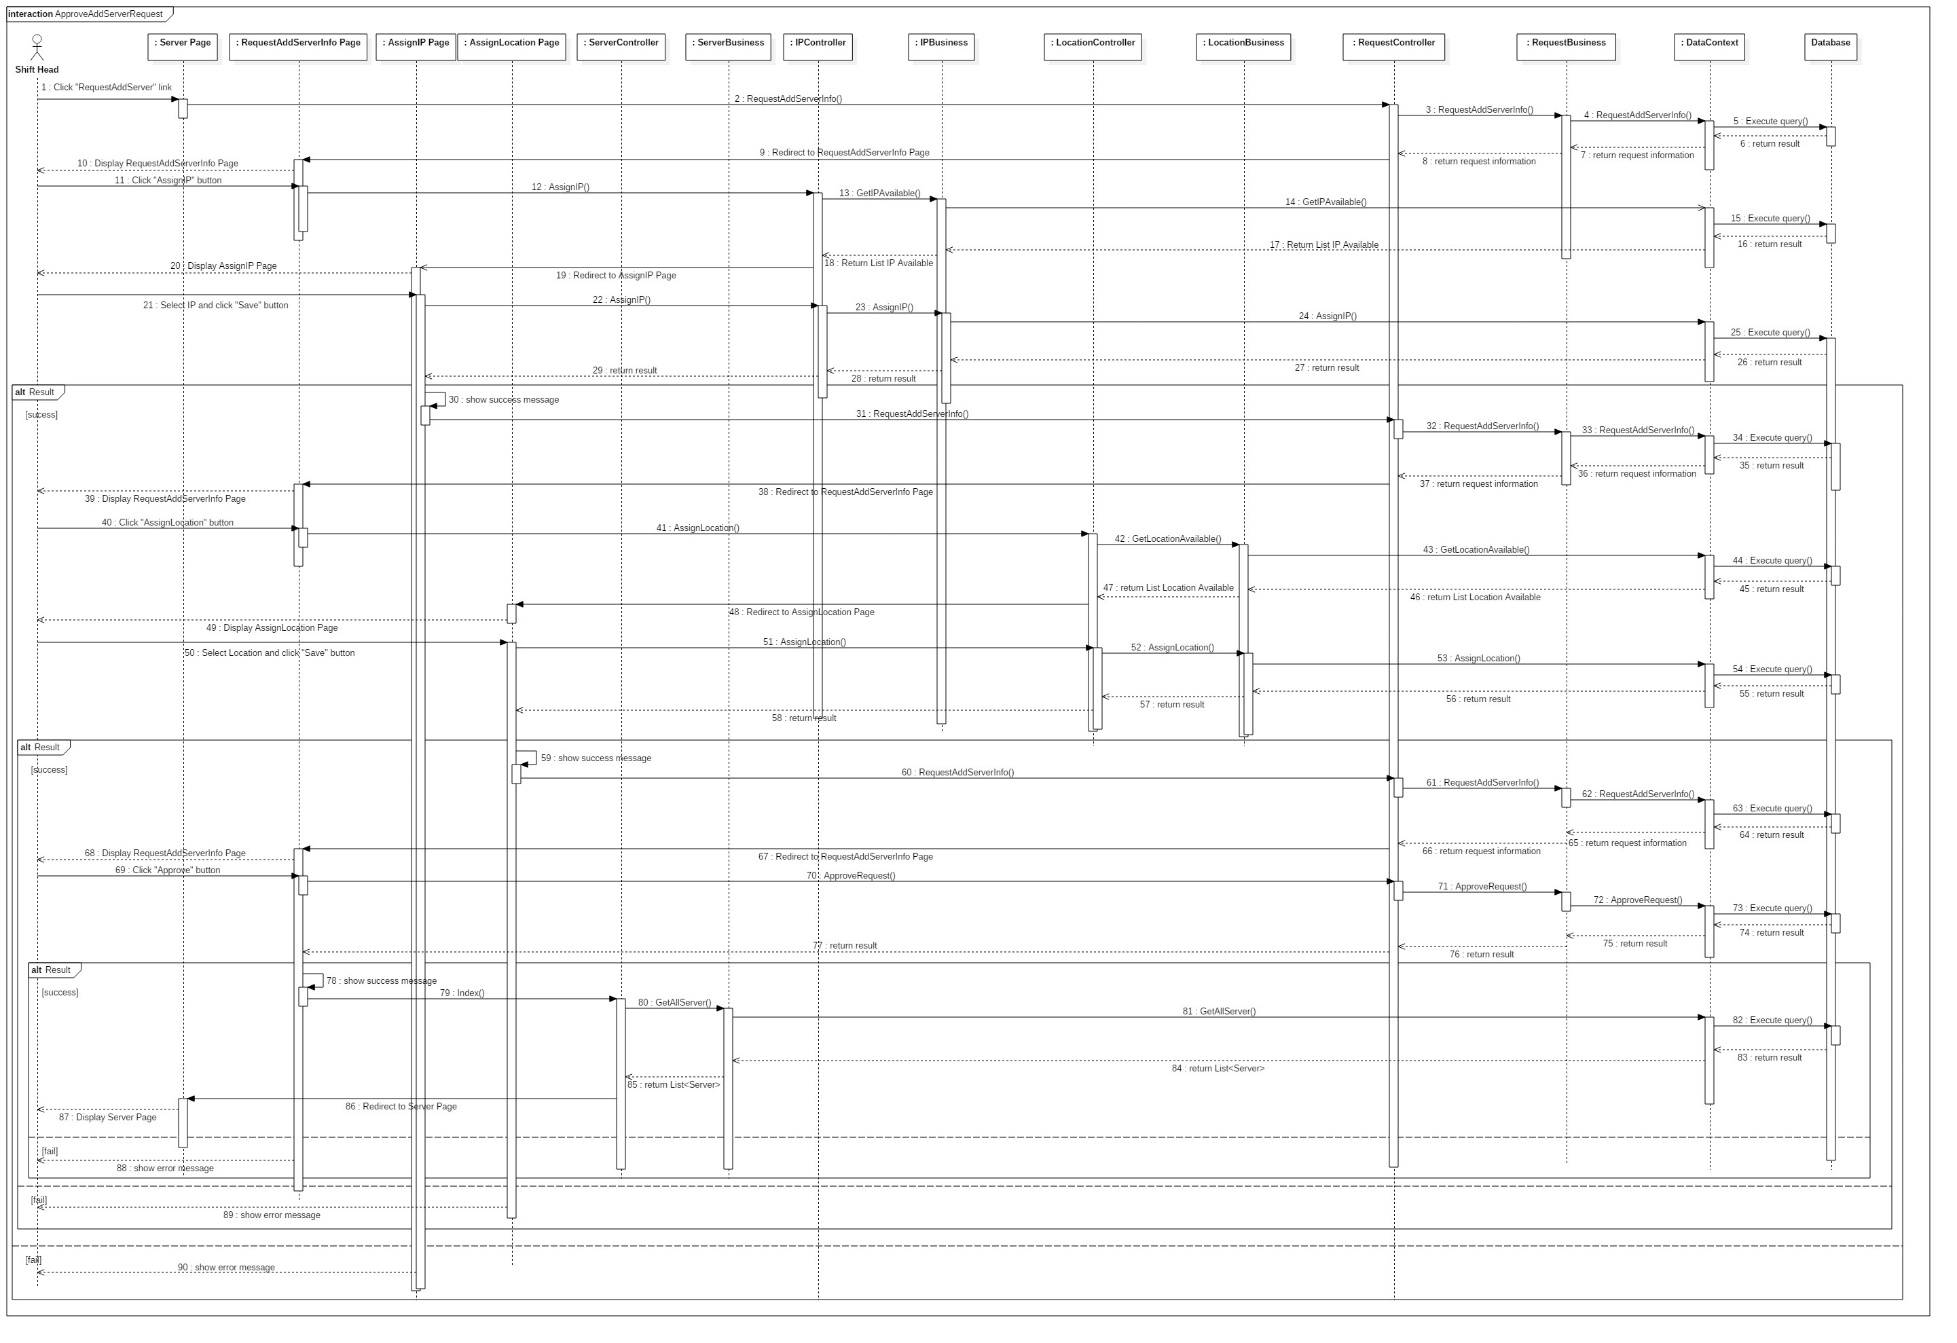 interaction ApproveAddServerRequest
Shift Head
: Server Page
: RequestAddServerInfo Page
: AssignIP Page
: AssignLocation Page
: ServerController
: ServerBusiness
: IPController
: IPBusiness
: LocationController
: LocationBusiness
: RequestController
: RequestBusiness
: DataContext
Database
1 : Click "RequestAddServer" link
2 : RequestAddServerInfo()
3 : RequestAddServerInfo()
4 : RequestAddServerInfo()
5 : Execute query()
6 : return result
7 : return request information
8 : return request information
9 : Redirect to RequestAddServerInfo Page
10 : Display RequestAddServerInfo Page
11 : Click "AssignIP" button
12 : AssignIP()
13 : GetIPAvailable()
14 : GetIPAvailable()
15 : Execute query()
16 : return result
17 : Return List IP Available
18 : Return List IP Available
19 : Redirect to AssignIP Page
20 : Display AssignIP Page
21 : Select IP and click "Save" button
22 : AssignIP()
23 : AssignIP()
24 : AssignIP()
25 : Execute query()
26 : return result
27 : return result
28 : return result
29 : return result
alt Result
[sucess]
30 : show success message
31 : RequestAddServerInfo()
32 : RequestAddServerInfo()
33 : RequestAddServerInfo()
34 : Execute query()
35 : return result
36 : return request information
37 : return request information
38 : Redirect to RequestAddServerInfo Page
39 : Display RequestAddServerInfo Page
40 : Click "AssignLocation" button
41 : AssignLocation()
42 : GetLocationAvailable()
43 : GetLocationAvailable()
44 : Execute query()
45 : return result
46 : return List Location Available
47 : return List Location Available
48 : Redirect to AssignLocation Page
49 : Display AssignLocation Page
50 : Select Location and click "Save" button
51 : AssignLocation()
52 : AssignLocation()
53 : AssignLocation()
54 : Execute query()
55 : return result
56 : return result
57 : return result
58 : return result
alt Result
[success]
59 : show success message
60 : RequestAddServerInfo()
61 : RequestAddServerInfo()
62 : RequestAddServerInfo()
63 : Execute query()
64 : return result
65 : return request information
66 : return request information
67 : Redirect to RequestAddServerInfo Page
68 : Display RequestAddServerInfo Page
69 : Click "Approve" button
70 : ApproveRequest()
71 : ApproveRequest()
72 : ApproveRequest()
73 : Execute query()
74 : return result
75 : return result
76 : return result
77 : return result
alt Result
[success]
78 : show success message
79 : Index()
80 : GetAllServer()
81 : GetAllServer()
82 : Execute query()
83 : return result
84 : return List<Server>
85 : return List<Server>
86 : Redirect to Server Page
87 : Display Server Page
[fail]
88 : show error message
[fail]
89 : show error message
[fail]
90 : show error message